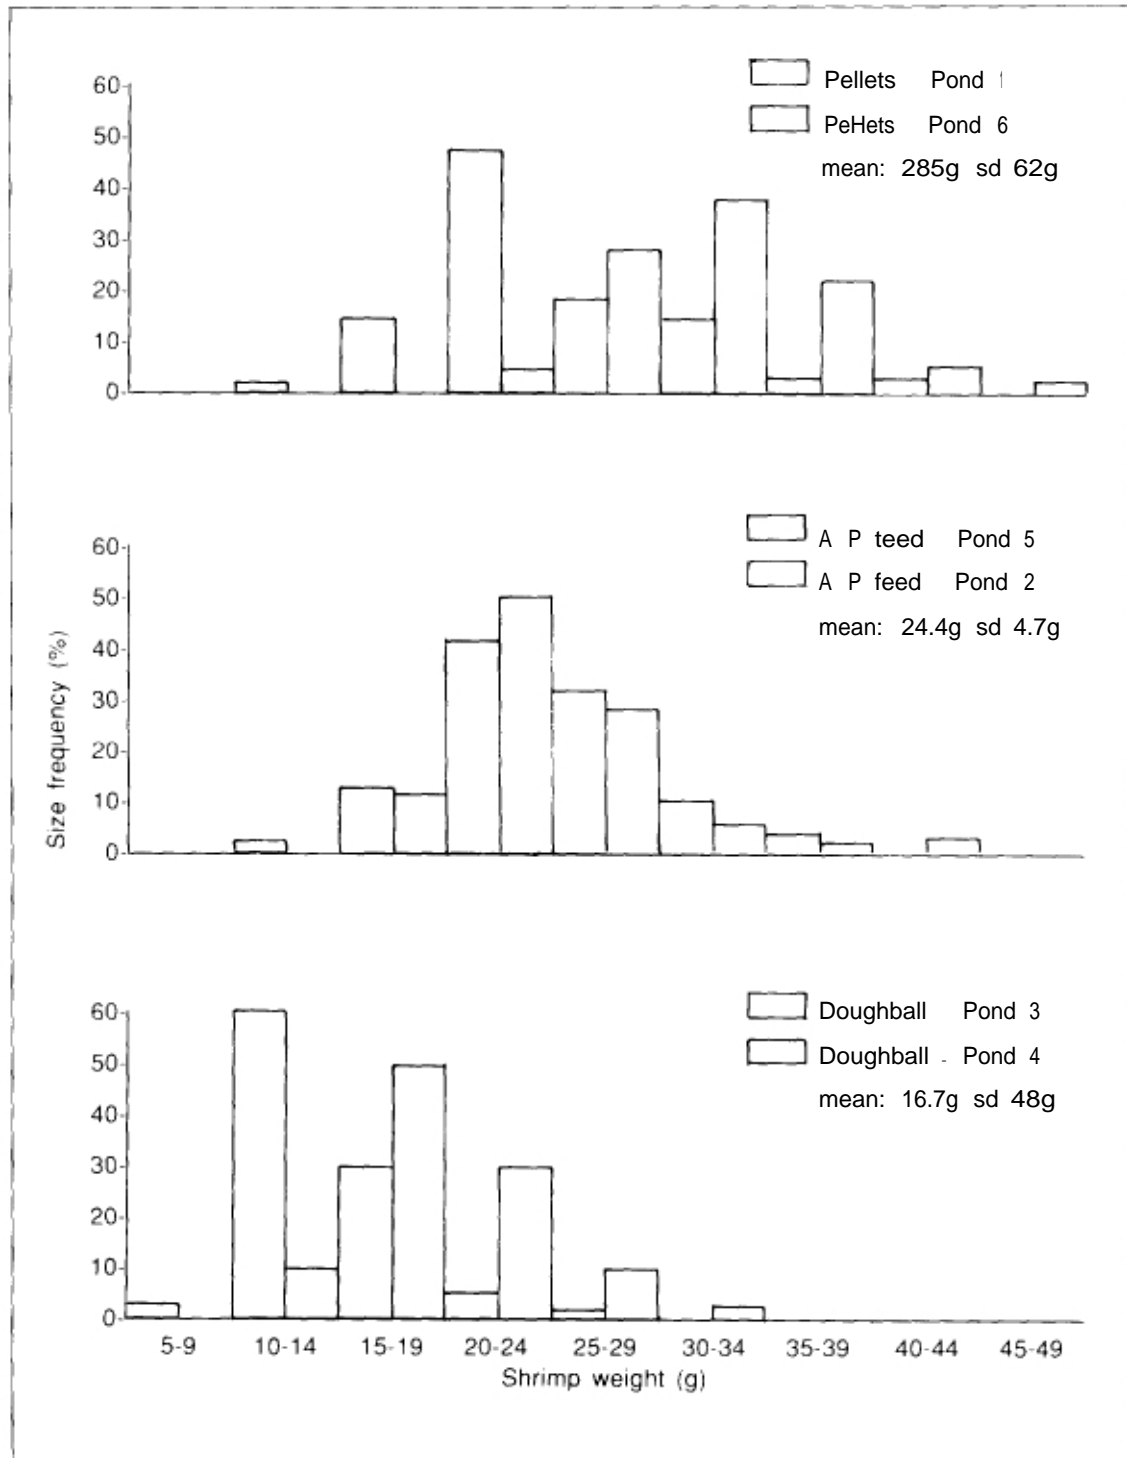 Pellets Pond 1
PeHets Pond 6
mean: 285g sd 62g
60
50
40
30
20
10
0
A P teed Pond 5
A P feed Pond 2
mean: 24.4g sd 4.7g
60
50
40
30
20
10
0
Size frequency (%)
Doughball Pond 3
Doughball - Pond 4
mean: 16.7g sd 48g
60
50
40
30
20
10
0
5-9 10-14 15-19 20-24 25-29 30-34 35-39 40-44 45-49
Shrimp weight (g)